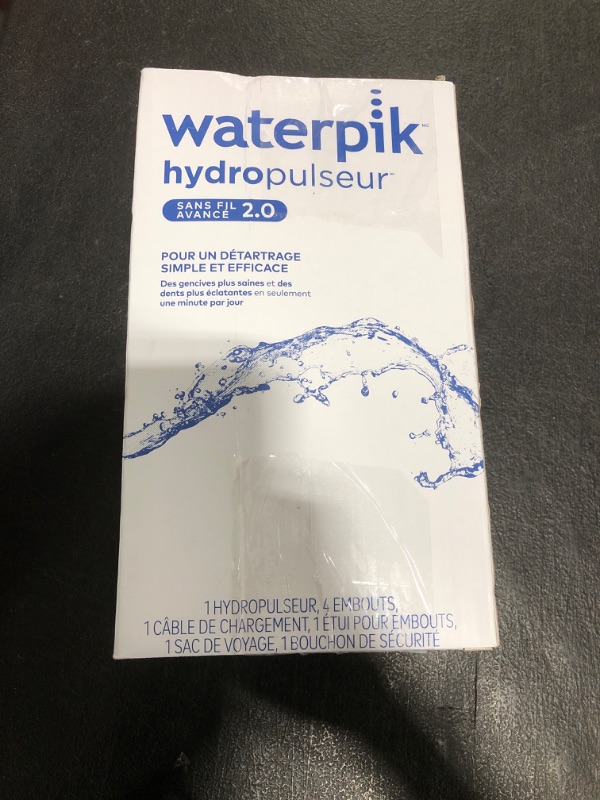 waterpik MC
hydropulseur™
SANS FIL
AVANCÉ 2.0
POUR UN DÉTARTRAGE
SIMPLE ET EFFICACE
Des gencives plus saines et des
dents plus éclatantes en seulement
une minute par jour
1 HYDROPULSEUR, 4 EMBOUTS,
1 CÂBLE DE CHARGEMENT, 1 ÉTUI POUR EMBOUTS,
1 SAC DE VOYAGE, 1 BOUCHON DE SÉCURITÉ